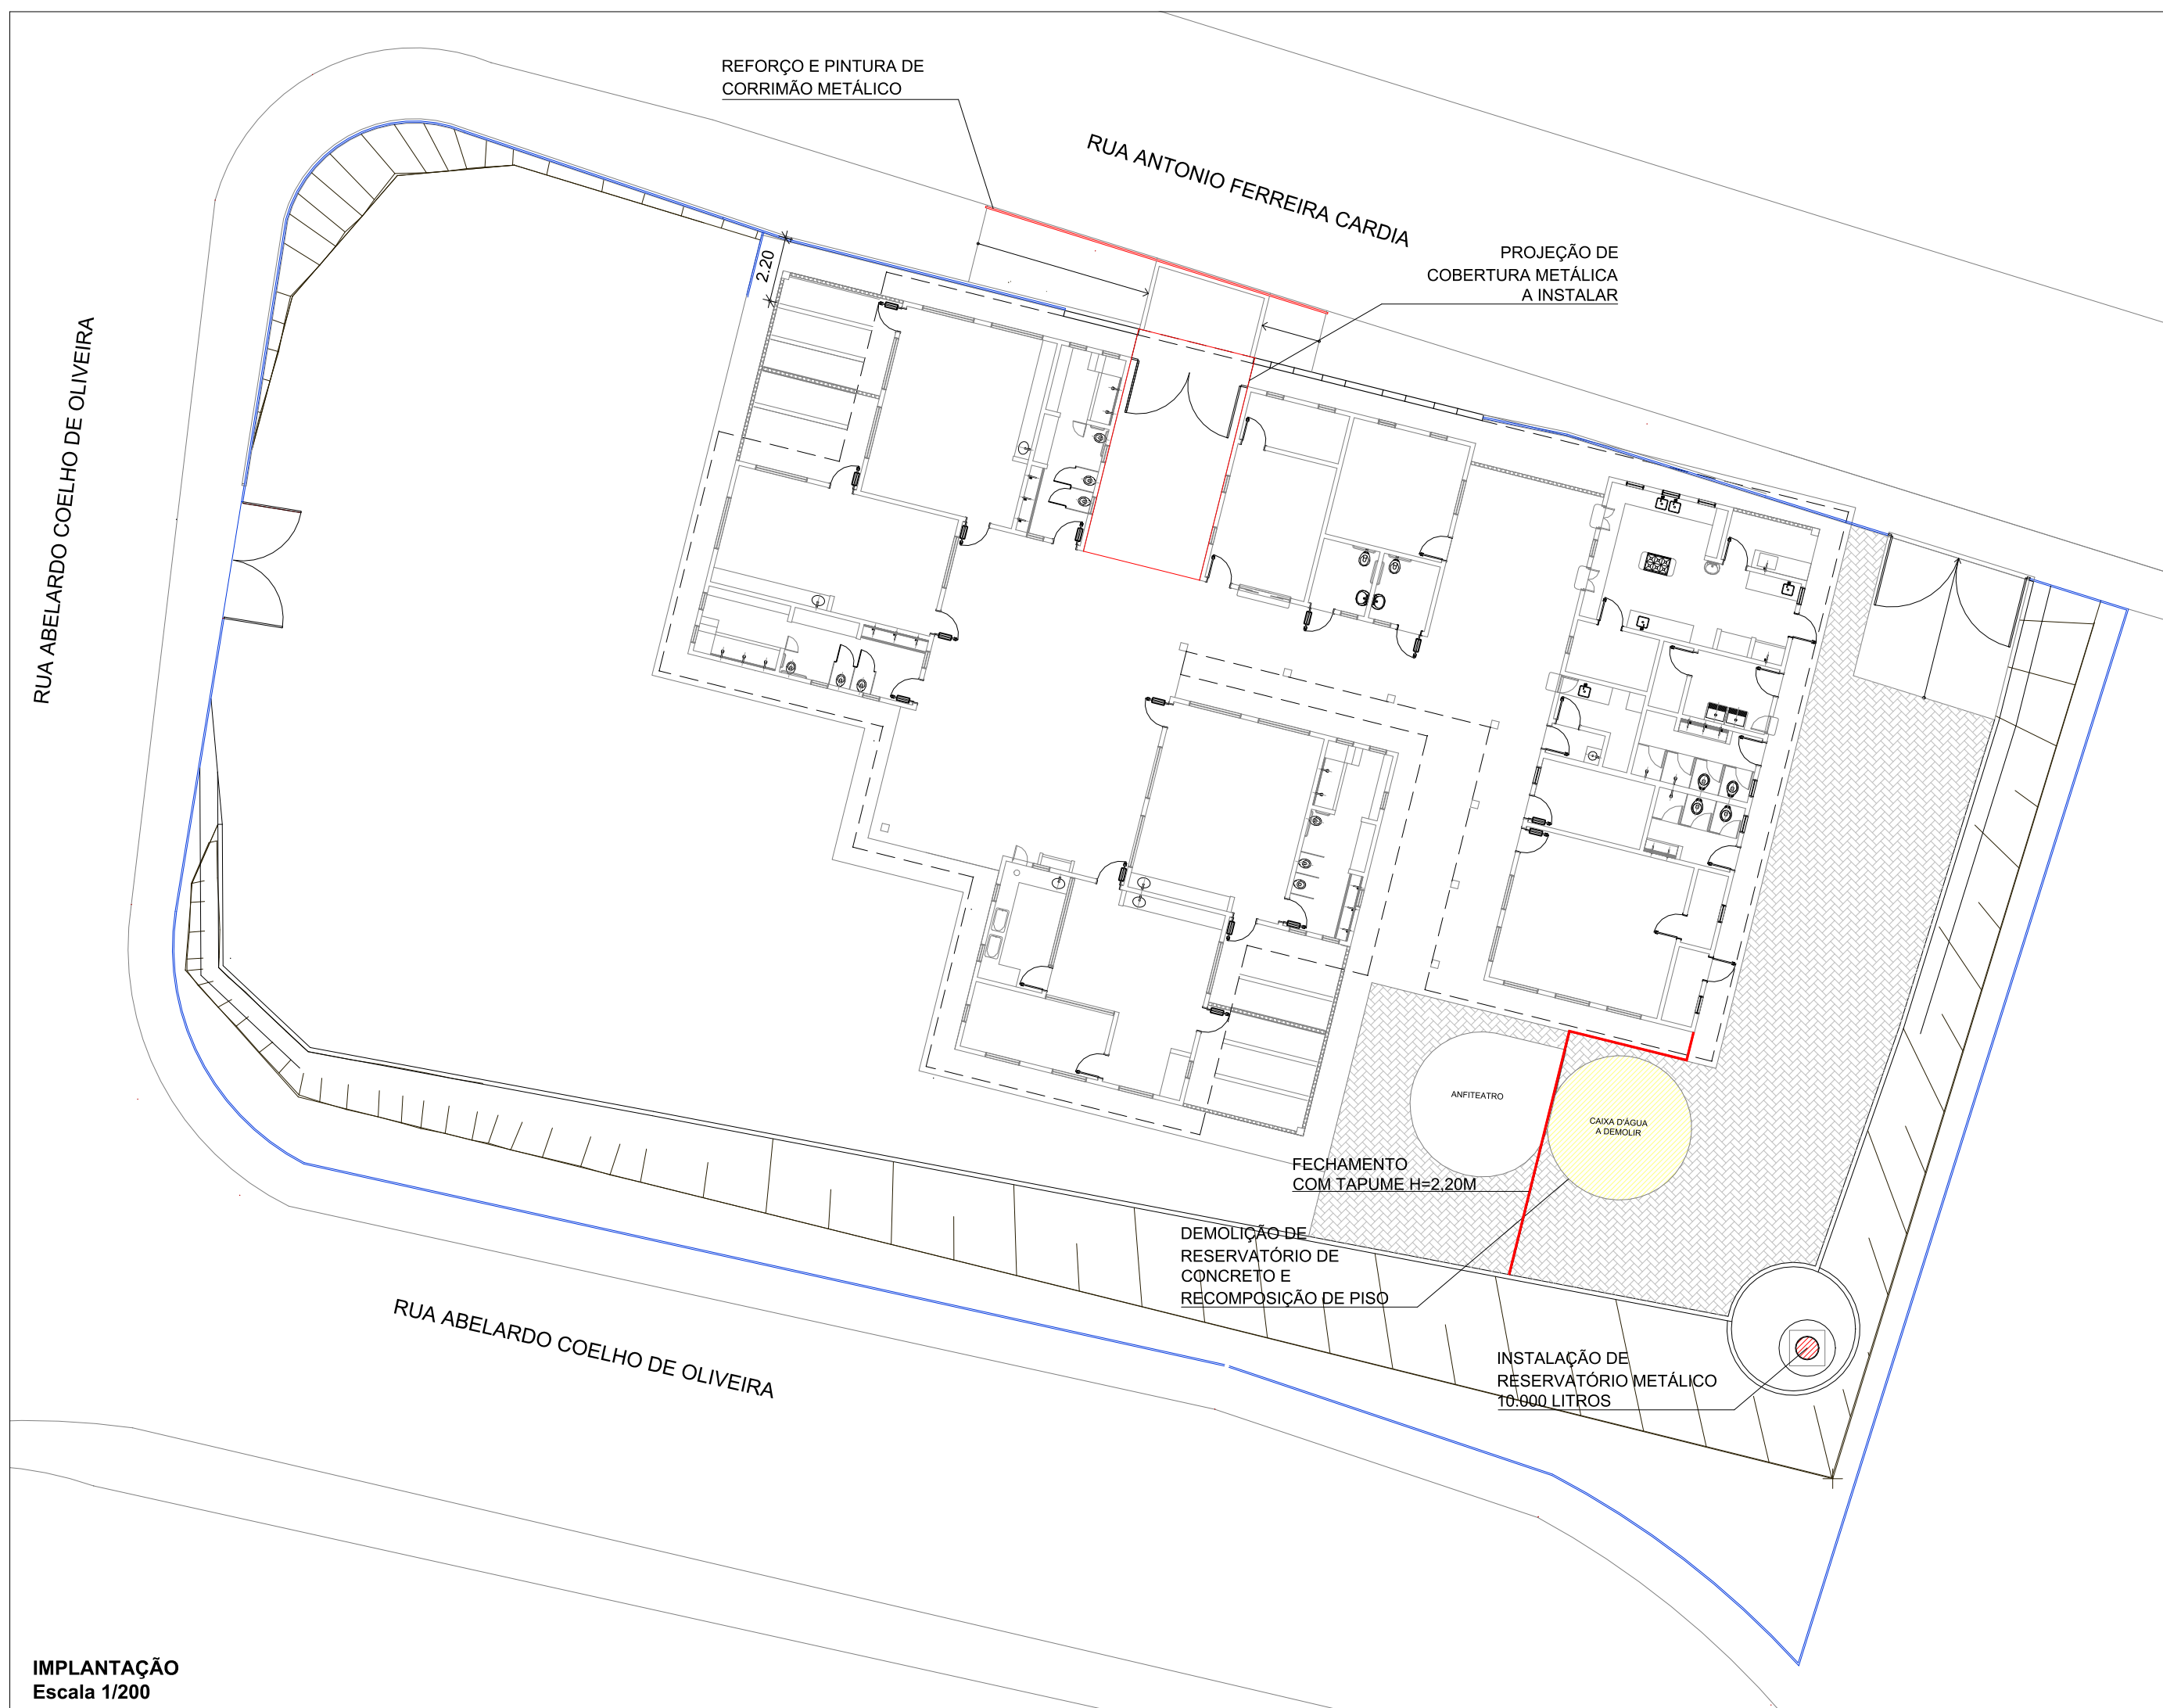 REFORÇO E PINTURA DE
CORRIMÃO METÁLICO
RUA ANTONIO FERREIRA CARDIA
PROJEÇÃO DE
COBERTURA METÁLICA
A INSTALAR
2.20
RUA ABELARDO COELHO DE OLIVEIRA
ANFITEATRO
CAIXA D'ÁGUA
A DEMOLIR
FECHAMENTO
COM TAPUME H=2,20M
DEMOLIÇÃO DE
RESERVATÓRIO DE
CONCRETO E
RECOMPOSIÇÃO DE PISO
RUA ABELARDO COELHO DE OLIVEIRA
INSTALAÇÃO DE
RESERVATÓRIO METÁLICO
10.000 LITROS
IMPLANTAÇÃO
Escala 1/200